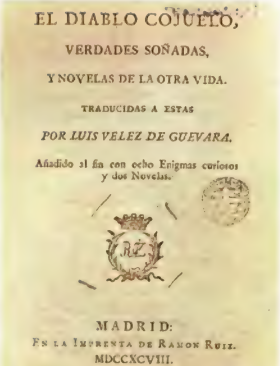 EL DIABLO COJUELO,
VERDADES SOÑADAS,
Y NOVELAS DE LA OTRA VIDA.
TRADUCIDAS A ESTAS
POR LUIS VELEZ DE GUEVARA.
Añadido al fin con ocho Enigmas curiosos
y dos Novelas.
RZ
MADRID:
EN LA IMPRENTA DE RAMON RUIZ.
MDCCXCVIII.